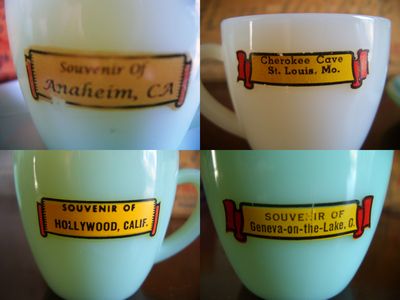 Souvenir Of
Anaheim, CA
Cherokee Cave
St. Louis, Mo.
SOUVENIR OF
HOLLYWOOD, CALIF.
SOUVENIR OF
Geneva-on-the-Lake, O.